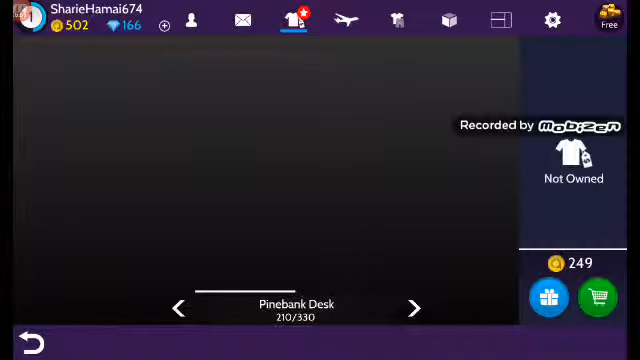 SharieHamai674
502
166
Free
Recorded by Mobizen
Not Owned
249
Pinebank Desk
210/330